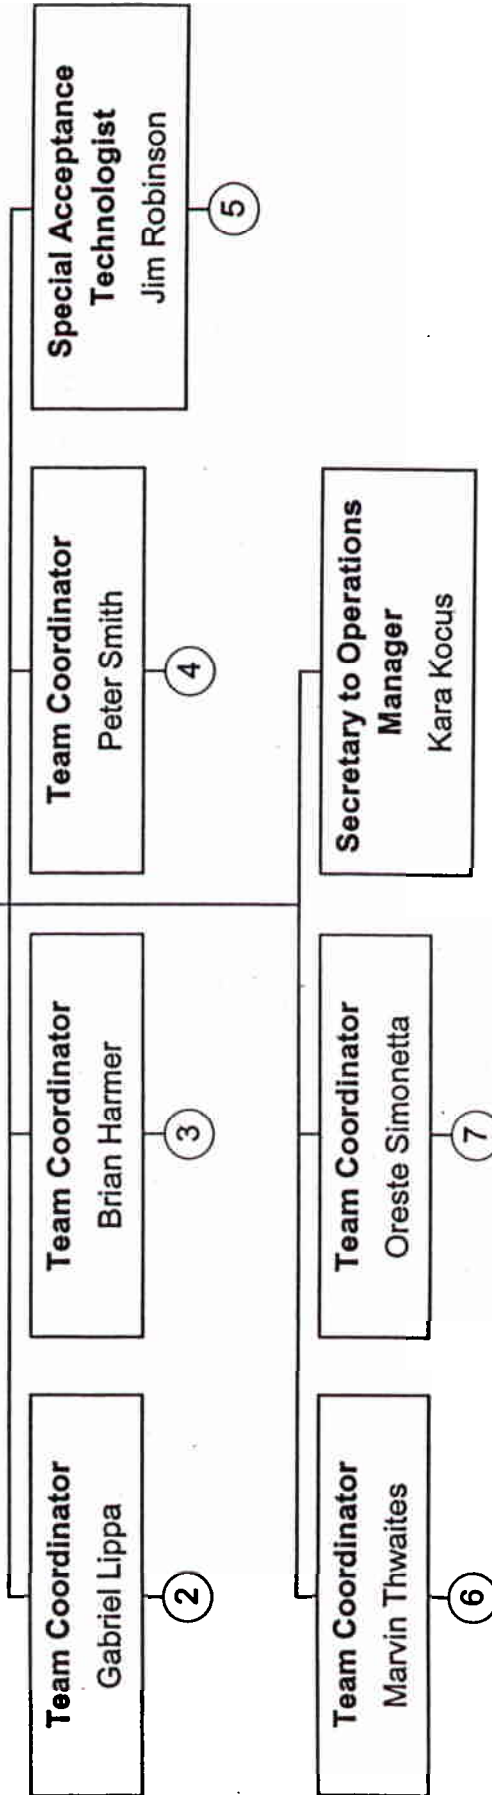 Team Coordinator
Gabriel Lippa
2
Team Coordinator
Brian Harmer
3
Team Coordinator
Peter Smith
4
Special Acceptance
Technologist
Jim Robinson
5
Team Coordinator
Marvin Thwaites
6
Team Coordinator
Oreste Simonetta
7
Secretary to Operations
Manager
Kara Kocus